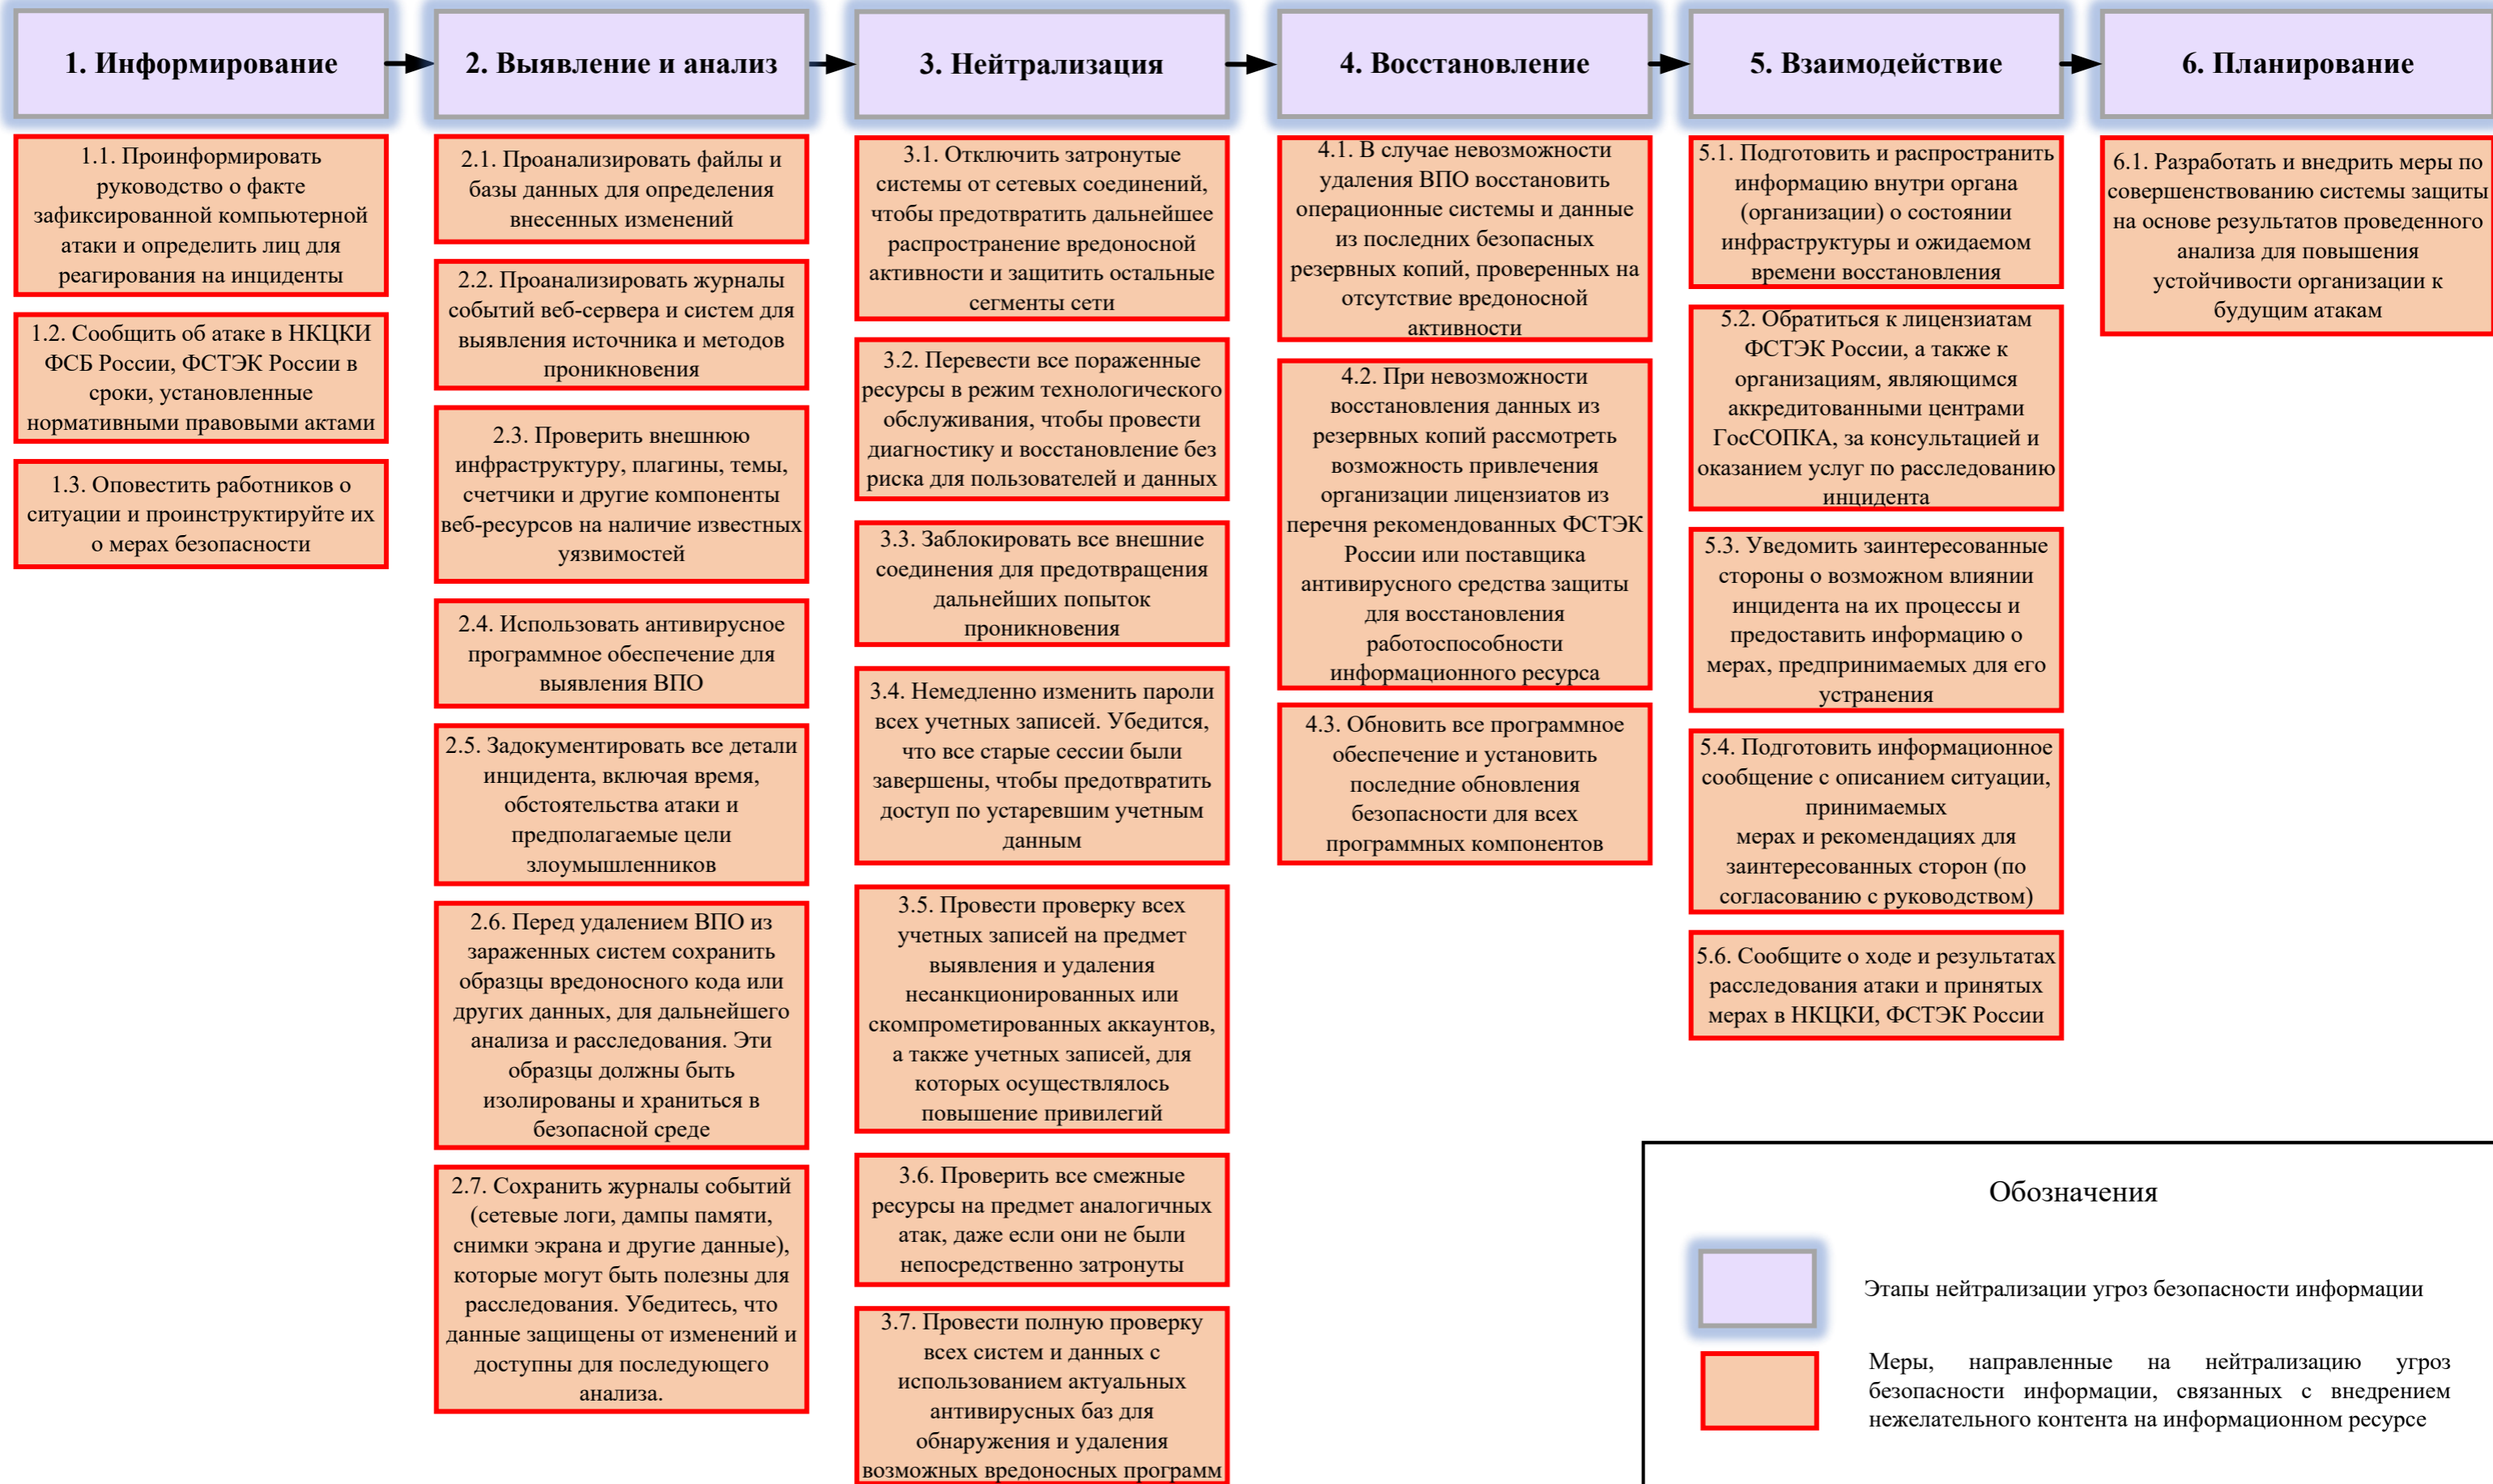 1. Информирование
2. Выявление и анализ
3. Нейтрализация
4. Восстановление
5. Взаимодействие
6. Планирование
1.1. Проинформировать
руководство о факте
зафиксированной компьютерной
атаки и определить лиц для
реагирования на инциденты
1.2. Сообщить об атаке в НКЦКИ
ФСБ России, ФСТЭК России в
сроки, установленные
нормативными правовыми актами
1.3. Оповестить работников о
ситуации и проинструктируйте их
о мерах безопасности
2.1. Проанализировать файлы и
базы данных для определения
внесенных изменений
2.2. Проанализировать журналы
событий веб-сервера и систем для
выявления источника и методов
проникновения
2.3. Проверить внешнюю
инфраструктуру, плагины, темы,
счетчики и другие компоненты
веб-ресурсов на наличие известных
уязвимостей
2.4. Использовать антивирусное
программное обеспечение для
выявления ВПО
2.5. Задокументировать все детали
инцидента, включая время,
обстоятельства атаки и
предполагаемые цели
злоумышленников
2.6. Перед удалением ВПО из
зараженных систем сохранить
образцы вредоносного кода или
других данных, для дальнейшего
анализа и расследования. Эти
образцы должны быть
изолированы и храниться в
безопасной среде
2.7. Сохранить журналы событий
(сетевые логи, дампы памяти,
снимки экрана и другие данные),
которые могут быть полезны для
расследования. Убедитесь, что
данные защищены от изменений и
доступны для последующего
анализа.
3.1. Отключить затронутые
системы от сетевых соединений,
чтобы предотвратить дальнейшее
распространение вредоносной
активности и защитить остальные
сегменты сети
3.2. Перевести все пораженные
ресурсы в режим технологического
обслуживания, чтобы провести
диагностику и восстановление без
риска для пользователей и данных
3.3. Заблокировать все внешние
соединения для предотвращения
дальнейших попыток
проникновения
3.4. Немедленно изменить пароли
всех учетных записей. Убедится,
что все старые сессии были
завершены, чтобы предотвратить
доступ по устаревшим учетным
данным
3.5. Провести проверку всех
учетных записей на предмет
выявления и удаления
несанкционированных или
скомпрометированных аккаунтов,
а также учетных записей, для
которых осуществлялось
повышение привилегий
3.6. Проверить все смежные
ресурсы на предмет аналогичных
атак, даже если они не были
непосредственно затронуты
3.7. Провести полную проверку
всех систем и данных с
использованием актуальных
антивирусных баз для
обнаружения и удаления
возможных вредоносных программ
4.1. В случае невозможности
удаления ВПО восстановить
операционные системы и данные
из последних безопасных
резервных копий, проверенных на
отсутствие вредоносной
активности
4.2. При невозможности
восстановления данных из
резервных копий рассмотреть
возможность привлечения
организации лицензиатов из
перечня рекомендованных ФСТЭК
России или поставщика
антивирусного средства защиты
для восстановления
работоспособности
информационного ресурса
4.3. Обновить все программное
обеспечение и установить
последние обновления
безопасности для всех
программных компонентов
5.1. Подготовить и распространить
информацию внутри органа
(организации) о состоянии
инфраструктуры и ожидаемом
времени восстановления
5.2. Обратиться к лицензиатам
ФСТЭК России, а также к
организациям, являющимся
аккредитованными центрами
ГосСОПКА, за консультацией и
оказанием услуг по расследованию
инцидента
5.3. Уведомить заинтересованные
стороны о возможном влиянии
инцидента на их процессы и
предоставить информацию о
мерах, предпринимаемых для его
устранения
5.4. Подготовить информационное
сообщение с описанием ситуации,
принимаемых
мерах и рекомендациях для
заинтересованных сторон (по
согласованию с руководством)
5.6. Сообщите о ходе и результатах
расследования атаки и принятых
мерах в НКЦКИ, ФСТЭК России
6.1. Разработать и внедрить меры по
совершенствованию системы защиты
на основе результатов проведенного
анализа для повышения
устойчивости организации к
будущим атакам
Обозначения
Этапы нейтрализации угроз безопасности информации
Меры, направленные на нейтрализацию угроз
безопасности информации, связанных с внедрением
нежелательного контента на информационном ресурсе